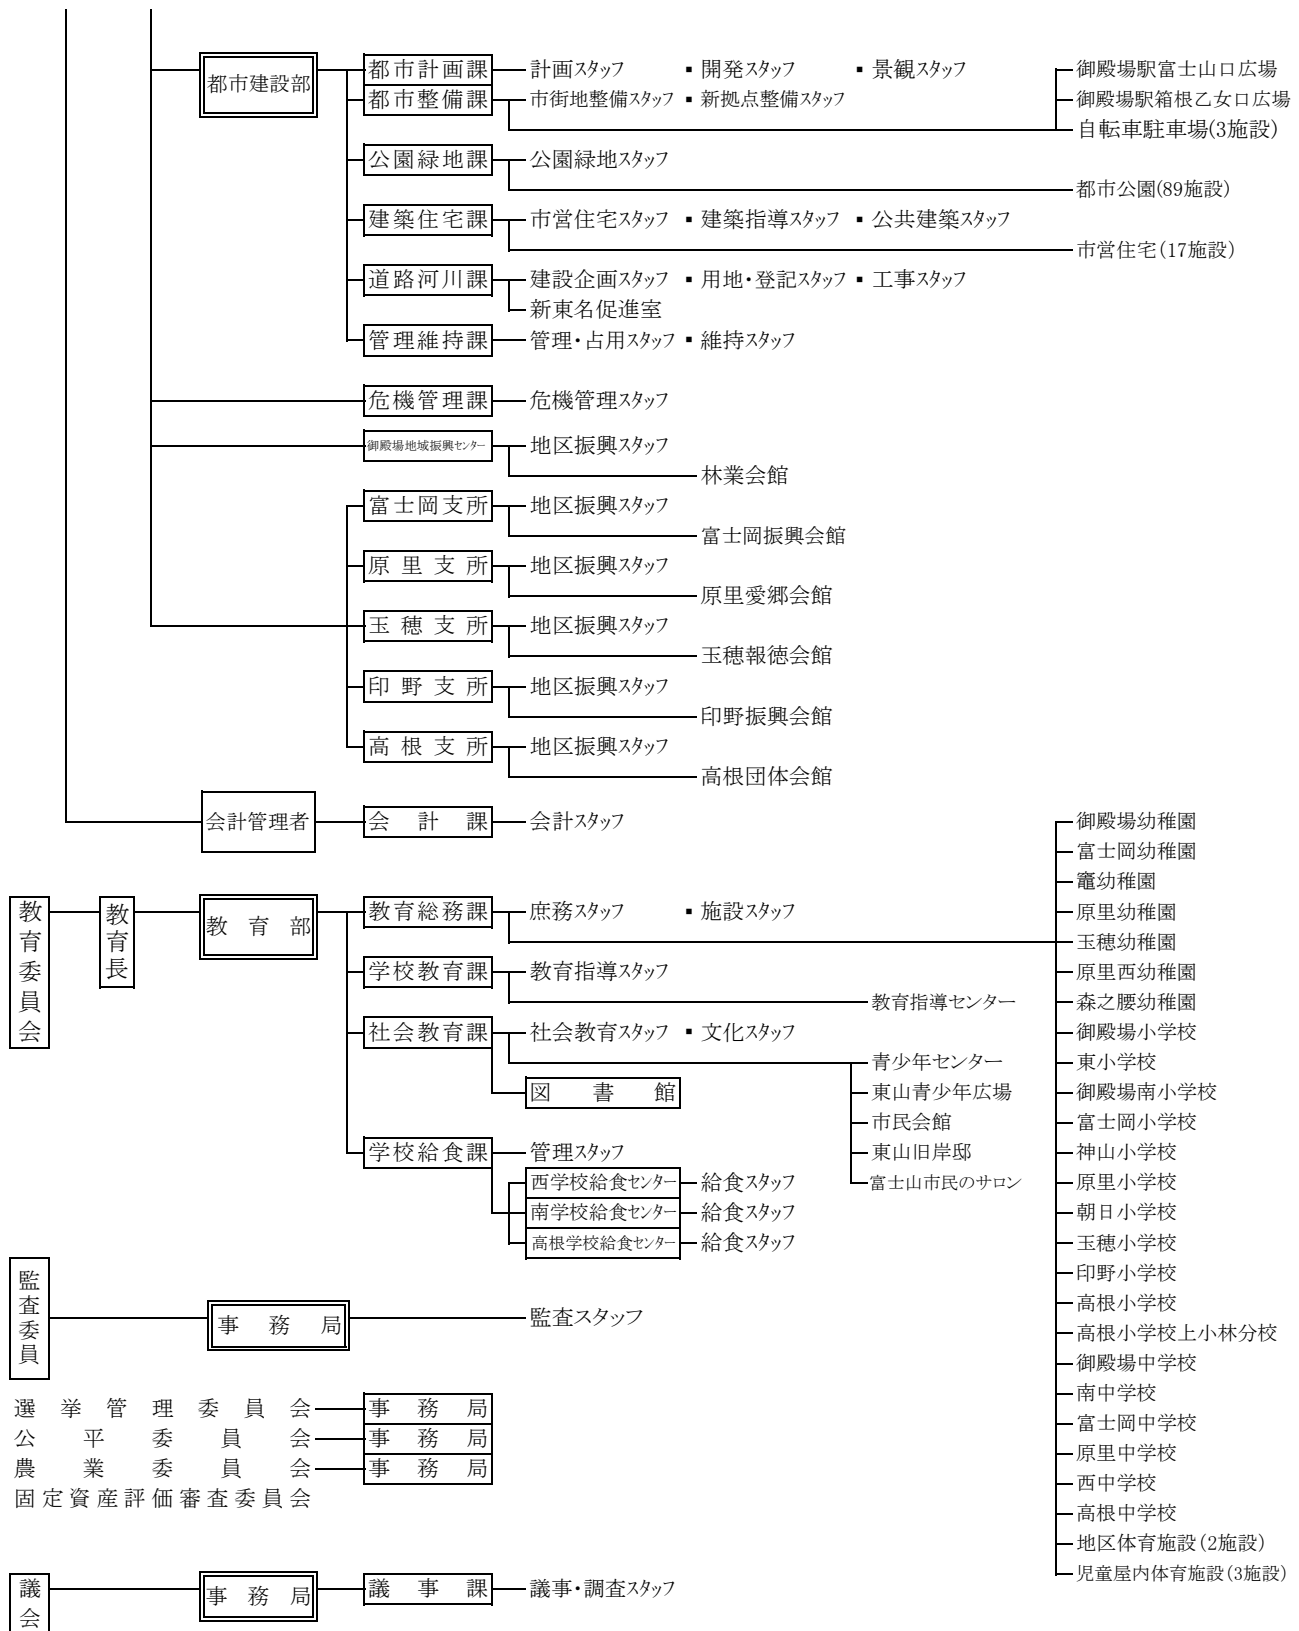 都市建設部
都市計画課 計画スタッフ ▪ 開発スタッフ ▪ 景観スタッフ 御殿場駅富士山口広場
都市整備課 市街地整備スタッフ ▪ 新拠点整備スタッフ 御殿場駅箱根乙女口広場
自転車駐車場(3施設)
公園緑地課 公園緑地スタッフ
都市公園(89施設)
建築住宅課 市営住宅スタッフ ▪ 建築指導スタッフ ▪ 公共建築スタッフ
市営住宅(17施設)
道路河川課 建設企画スタッフ ▪ 用地・登記スタッフ ▪ 工事スタッフ
新東名促進室
管理維持課 管理・占用スタッフ ▪ 維持スタッフ
危機管理課 危機管理スタッフ
御殿場地域振興センター 地区振興スタッフ
林業会館
富士岡支所 地区振興スタッフ
富士岡振興会館
原里支所 地区振興スタッフ
原里愛郷会館
玉穂支所 地区振興スタッフ
玉穂報徳会館
印野支所 地区振興スタッフ
印野振興会館
高根支所 地区振興スタッフ
高根団体会館
会計管理者 会計課 会計スタッフ
教育委員会
教育長
教育部
教育総務課 庶務スタッフ ▪ 施設スタッフ
学校教育課 教育指導スタッフ
教育指導センター
社会教育課 社会教育スタッフ ▪ 文化スタッフ
青少年センター
東山青少年広場
市民会館
東山旧岸邸
富士山市民のサロン
図書館
学校給食課 管理スタッフ
西学校給食センター 給食スタッフ
南学校給食センター 給食スタッフ
高根学校給食センター 給食スタッフ
御殿場幼稚園
富士岡幼稚園
竈幼稚園
原里幼稚園
玉穂幼稚園
原里西幼稚園
森之腰幼稚園
御殿場小学校
東小学校
御殿場南小学校
富士岡小学校
神山小学校
原里小学校
朝日小学校
玉穂小学校
印野小学校
高根小学校
高根小学校上小林分校
御殿場中学校
南中学校
富士岡中学校
原里中学校
西中学校
高根中学校
地区体育施設(2施設)
児童屋内体育施設(3施設)
監査委員
事務局 監査スタッフ
選挙管理委員会 事務局
公平委員会 事務局
農業委員会 事務局
固定資産評価審査委員会
議会
事務局 議事課 議事・調査スタッフ